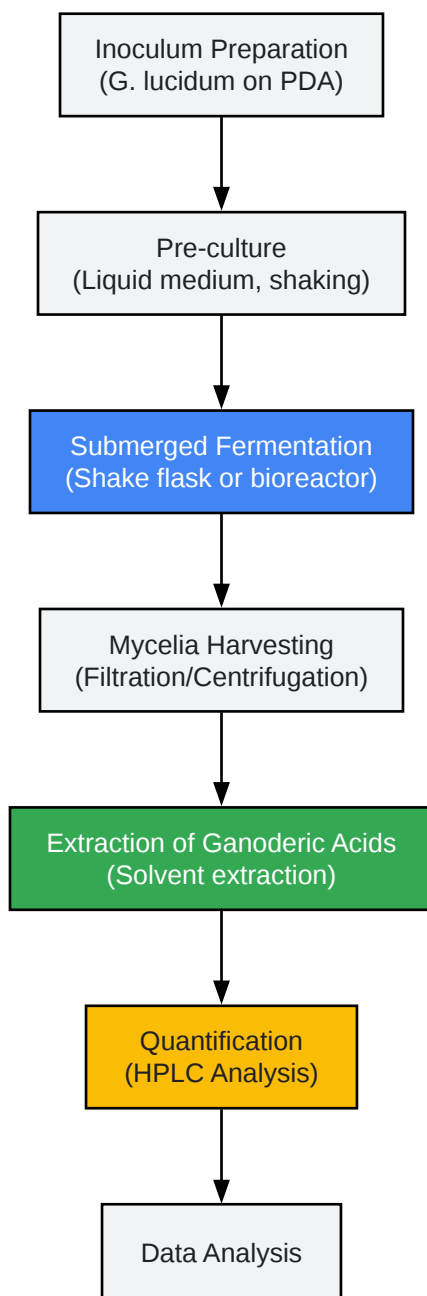 Inoculum Preparation
(G. lucidum on PDA)
Pre-culture
(Liquid medium, shaking)
Submerged Fermentation
(Shake flask or bioreactor)
Mycelia Harvesting
(Filtration/Centrifugation)
Extraction of Ganoderic Acids
(Solvent extraction)
Quantification
(HPLC Analysis)
Data Analysis